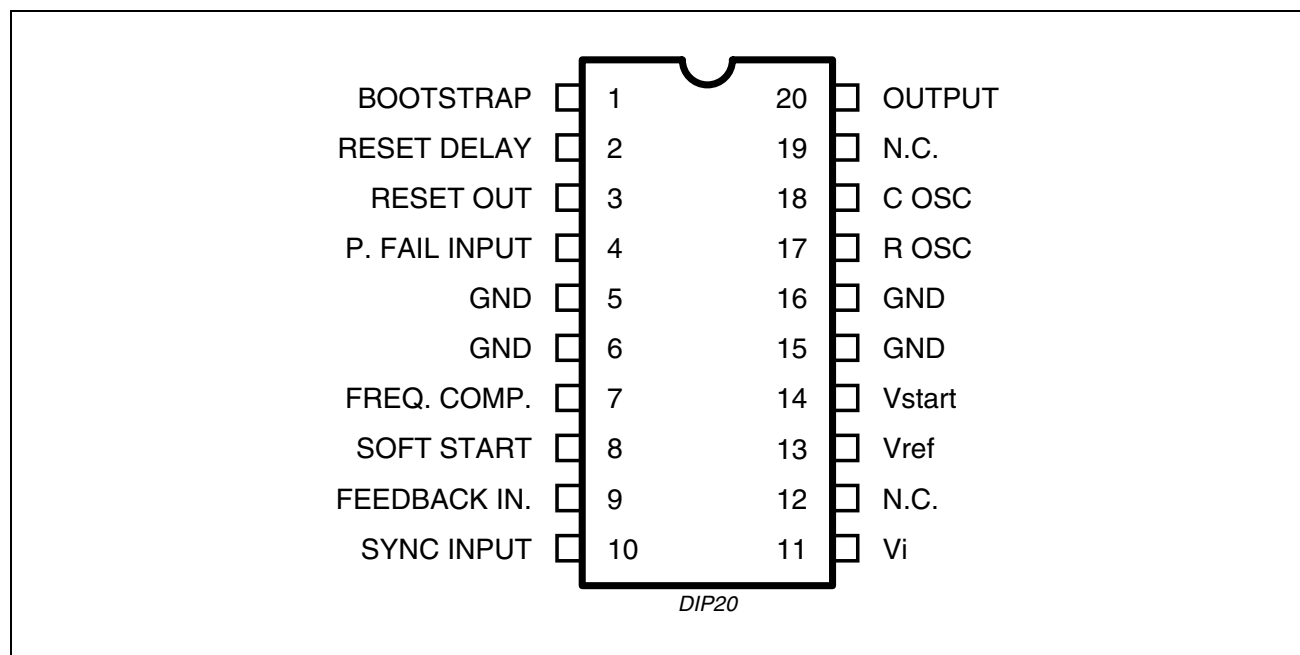 BOOTSTRAP 1 20 OUTPUT
RESET DELAY 2 19 N.C.
RESET OUT 3 18 C OSC
P. FAIL INPUT 4 17 R OSC
GND 5 16 GND
GND 6 15 GND
FREQ. COMP. 7 14 Vstart
SOFT START 8 13 Vref
FEEDBACK IN. 9 12 N.C.
SYNC INPUT 10 11 Vi
DIP20